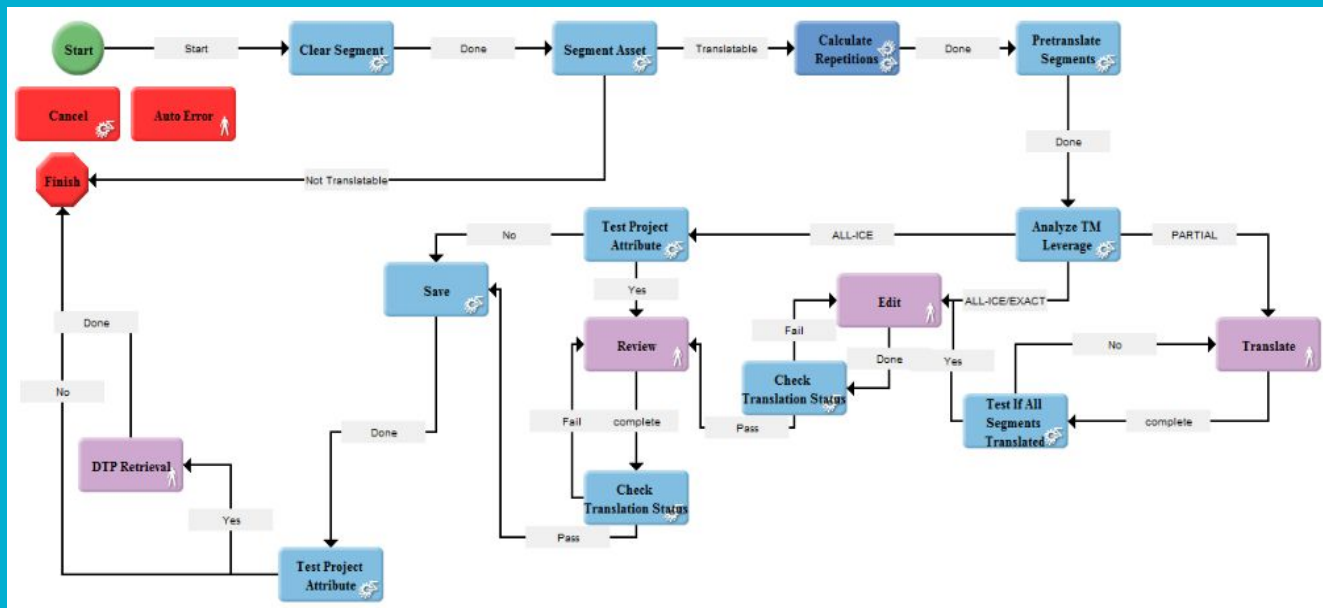 Start
Start
Clear Segment
Done
Segment Asset
Translatable
Calculate
Repetitions
Done
Pretranslate
Segments
Cancel
Auto Error
Done
Finish
Not Translatable
No
Test Project
Attribute
ALL-ICE
Analyze TM
Leverage
PARTIAL
Save
Yes
Edit
ALL-ICE/EXACT
Done
Fail
No
Translate
Review
Done
Yes
No
Check
Translation Status
Test If All
Segments
Translated
complete
Done
Fail
complete
Pass
DTP Retrieval
Check
Translation Status
Yes
Pass
Test Project
Attribute